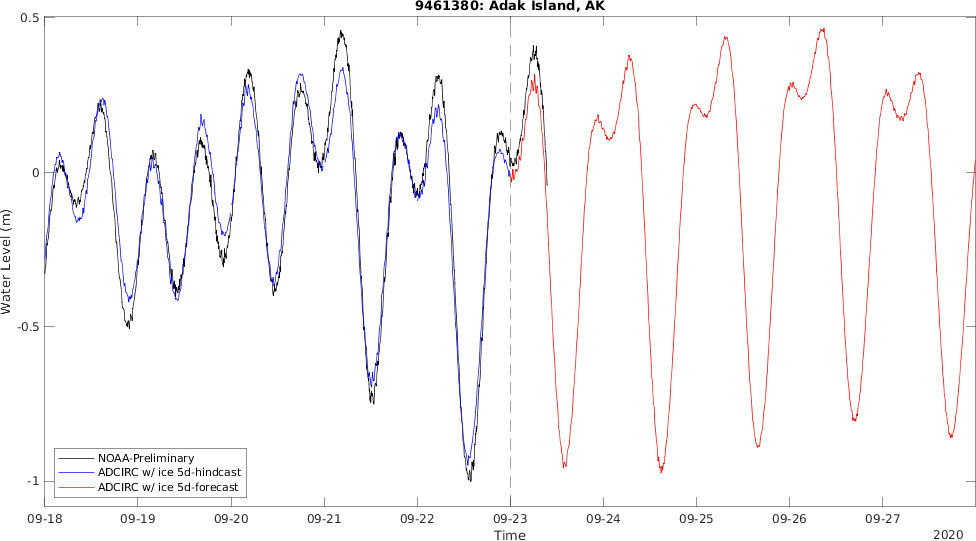 9461380: Adak Island, AK
0.5
0
-0.5
-1
Water Level (m)
NOAA-Preliminary
ADCIRC w/ ice 5d-hindcast
ADCIRC w/ ice 5d-forecast
09-18 09-19 09-20 09-21 09-22 09-23 09-24 09-25 09-26 09-27
Time
2020